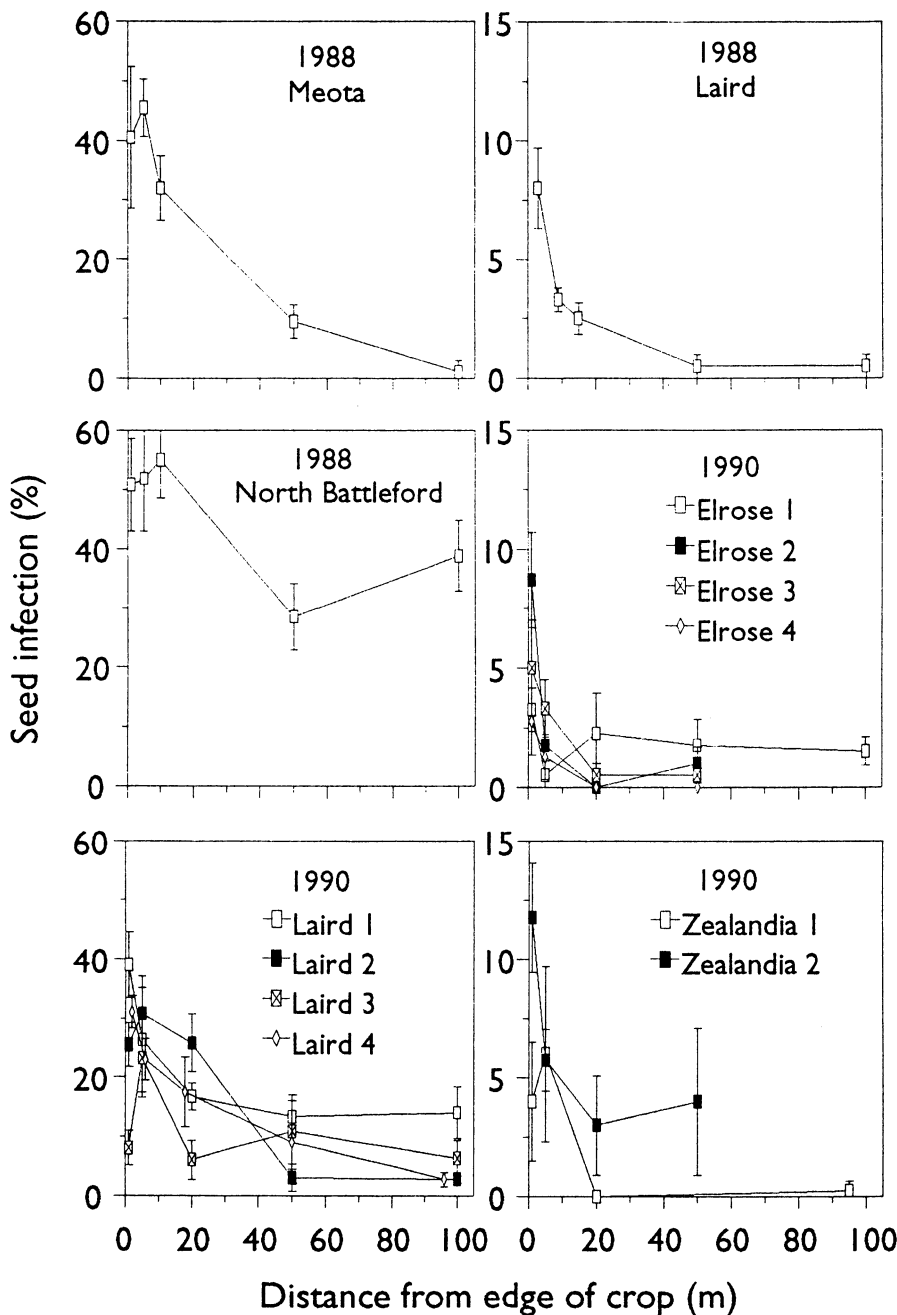 Seed infection (%)
60
40
20
0
1988
Meota
15
10
5
0
1988
Laird
60
40
20
0
1988
North Battleford
15
10
5
0
1990
Elrose 1
Elrose 2
Elrose 3
Elrose 4
60
40
20
0
1990
Laird 1
Laird 2
Laird 3
Laird 4
0 20 40 60 80 100
15
10
5
0
1990
Zealandia 1
Zealandia 2
0 20 40 60 80 100
Distance from edge of crop (m)